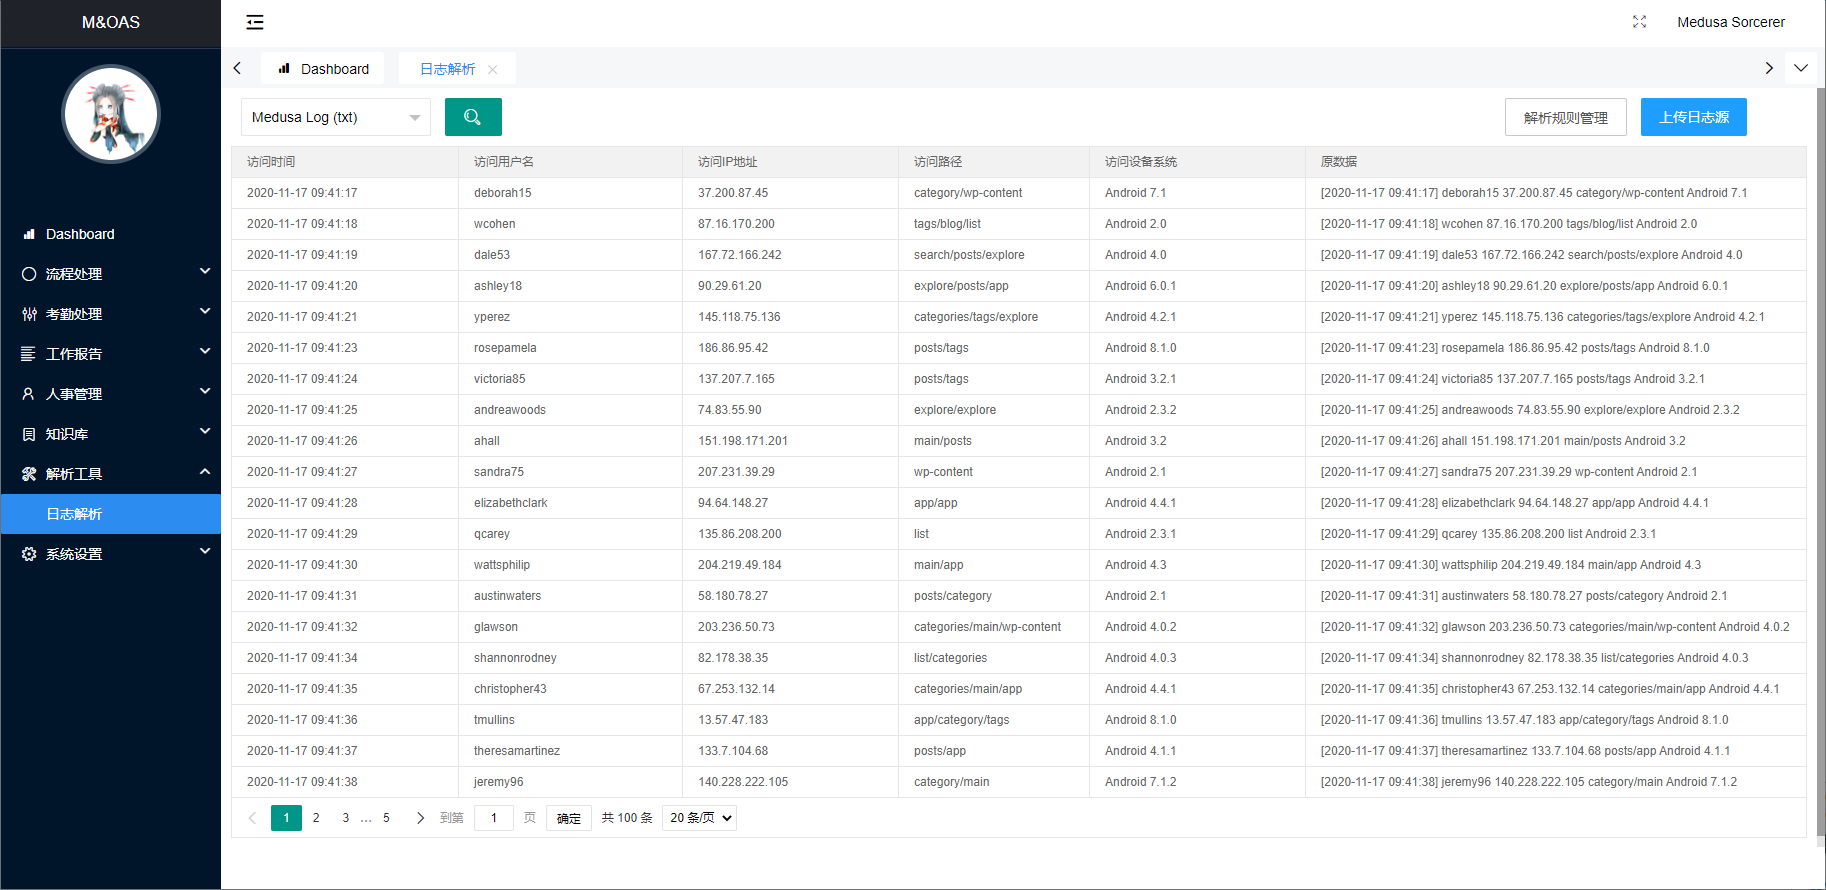 M&OAS
Medusa Sorcerer
Dashboard
日志解析
Medusa Log (txt)
解析规则管理
上传日志源
Dashboard
流程处理
考勤处理
工作报告
人事管理
知识库
解析工具
日志解析
系统设置
访问时间 访问用户名 访问IP地址 访问路径 访问设备系统 原数据
2020-11-17 09:41:17 deborah15 37.200.87.45 category/wp-content Android 7.1 [2020-11-17 09:41:17] deborah15 37.200.87.45 category/wp-content Android 7.1
2020-11-17 09:41:18 wcohen 87.16.170.200 tags/blog/list Android 2.0 [2020-11-17 09:41:18] wcohen 87.16.170.200 tags/blog/list Android 2.0
2020-11-17 09:41:19 dale53 167.72.166.242 search/posts/explore Android 4.0 [2020-11-17 09:41:19] dale53 167.72.166.242 search/posts/explore Android 4.0
2020-11-17 09:41:20 ashley18 90.29.61.20 explore/posts/app Android 6.0.1 [2020-11-17 09:41:20] ashley18 90.29.61.20 explore/posts/app Android 6.0.1
2020-11-17 09:41:21 yperez 145.118.75.136 categories/tags/explore Android 4.2.1 [2020-11-17 09:41:21] yperez 145.118.75.136 categories/tags/explore Android 4.2.1
2020-11-17 09:41:23 rosepamela 186.86.95.42 posts/tags Android 8.1.0 [2020-11-17 09:41:23] rosepamela 186.86.95.42 posts/tags Android 8.1.0
2020-11-17 09:41:24 victoria85 137.207.7.165 posts/tags Android 3.2.1 [2020-11-17 09:41:24] victoria85 137.207.7.165 posts/tags Android 3.2.1
2020-11-17 09:41:25 andreawoods 74.83.55.90 explore/explore Android 2.3.2 [2020-11-17 09:41:25] andreawoods 74.83.55.90 explore/explore Android 2.3.2
2020-11-17 09:41:26 ahall 151.198.171.201 main/posts Android 3.2 [2020-11-17 09:41:26] ahall 151.198.171.201 main/posts Android 3.2
2020-11-17 09:41:27 sandra75 207.231.39.29 wp-content Android 2.1 [2020-11-17 09:41:27] sandra75 207.231.39.29 wp-content Android 2.1
2020-11-17 09:41:28 elizabethclark 94.64.148.27 app/app Android 4.4.1 [2020-11-17 09:41:28] elizabethclark 94.64.148.27 app/app Android 4.4.1
2020-11-17 09:41:29 qcarey 135.86.208.200 list Android 2.3.1 [2020-11-17 09:41:29] qcarey 135.86.208.200 list Android 2.3.1
2020-11-17 09:41:30 wattsphilip 204.219.49.184 main/app Android 4.3 [2020-11-17 09:41:30] wattsphilip 204.219.49.184 main/app Android 4.3
2020-11-17 09:41:31 austinwaters 58.180.78.27 posts/category Android 2.1 [2020-11-17 09:41:31] austinwaters 58.180.78.27 posts/category Android 2.1
2020-11-17 09:41:32 glawson 203.236.50.73 categories/main/wp-content Android 4.0.2 [2020-11-17 09:41:32] glawson 203.236.50.73 categories/main/wp-content Android 4.0.2
2020-11-17 09:41:34 shannonrodney 82.178.38.35 list/categories Android 4.0.3 [2020-11-17 09:41:34] shannonrodney 82.178.38.35 list/categories Android 4.0.3
2020-11-17 09:41:35 christopher43 67.253.132.14 categories/main/app Android 4.4.1 [2020-11-17 09:41:35] christopher43 67.253.132.14 categories/main/app Android 4.4.1
2020-11-17 09:41:36 tmullins 13.57.47.183 app/category/tags Android 8.1.0 [2020-11-17 09:41:36] tmullins 13.57.47.183 app/category/tags Android 8.1.0
2020-11-17 09:41:37 theresamartinez 133.7.104.68 posts/app Android 4.1.1 [2020-11-17 09:41:37] theresamartinez 133.7.104.68 posts/app Android 4.1.1
2020-11-17 09:41:38 jeremy96 140.228.222.105 category/main Android 7.1.2 [2020-11-17 09:41:38] jeremy96 140.228.222.105 category/main Android 7.1.2
1 2 3 … 5 到第 1 页 确定 共 100 条 20 条/页